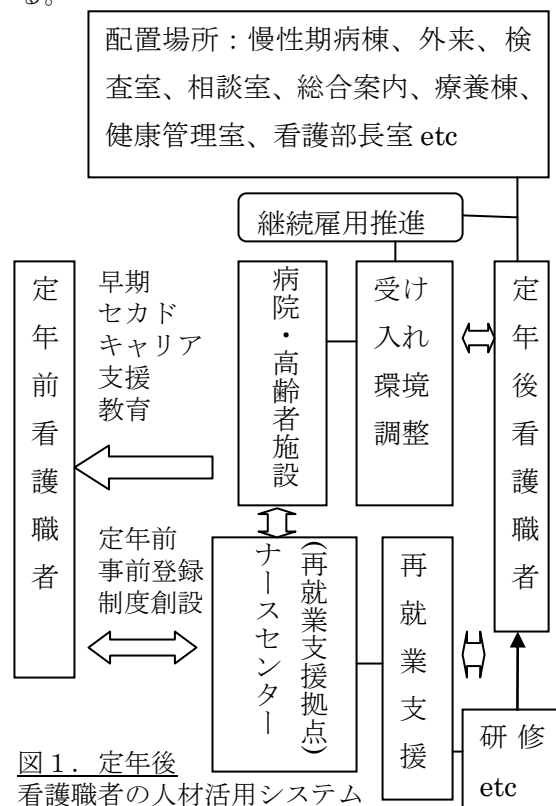 る。
配置場所：慢性期病棟、外来、検
査室、相談室、総合案内、療養棟、
健康管理室、看護部長室 etc
継続雇用推進
定年前看護職者
早期
セカド
キャリア
支援
教育
病院・高齢者施設
受け
入れ
環境
調整
定年後看護職者
定年前
事前登録
制度創設
(再就業支援拠点)
ナースセンター
再就業支援
研修
etc
図１．定年後
看護職者の人材活用システム